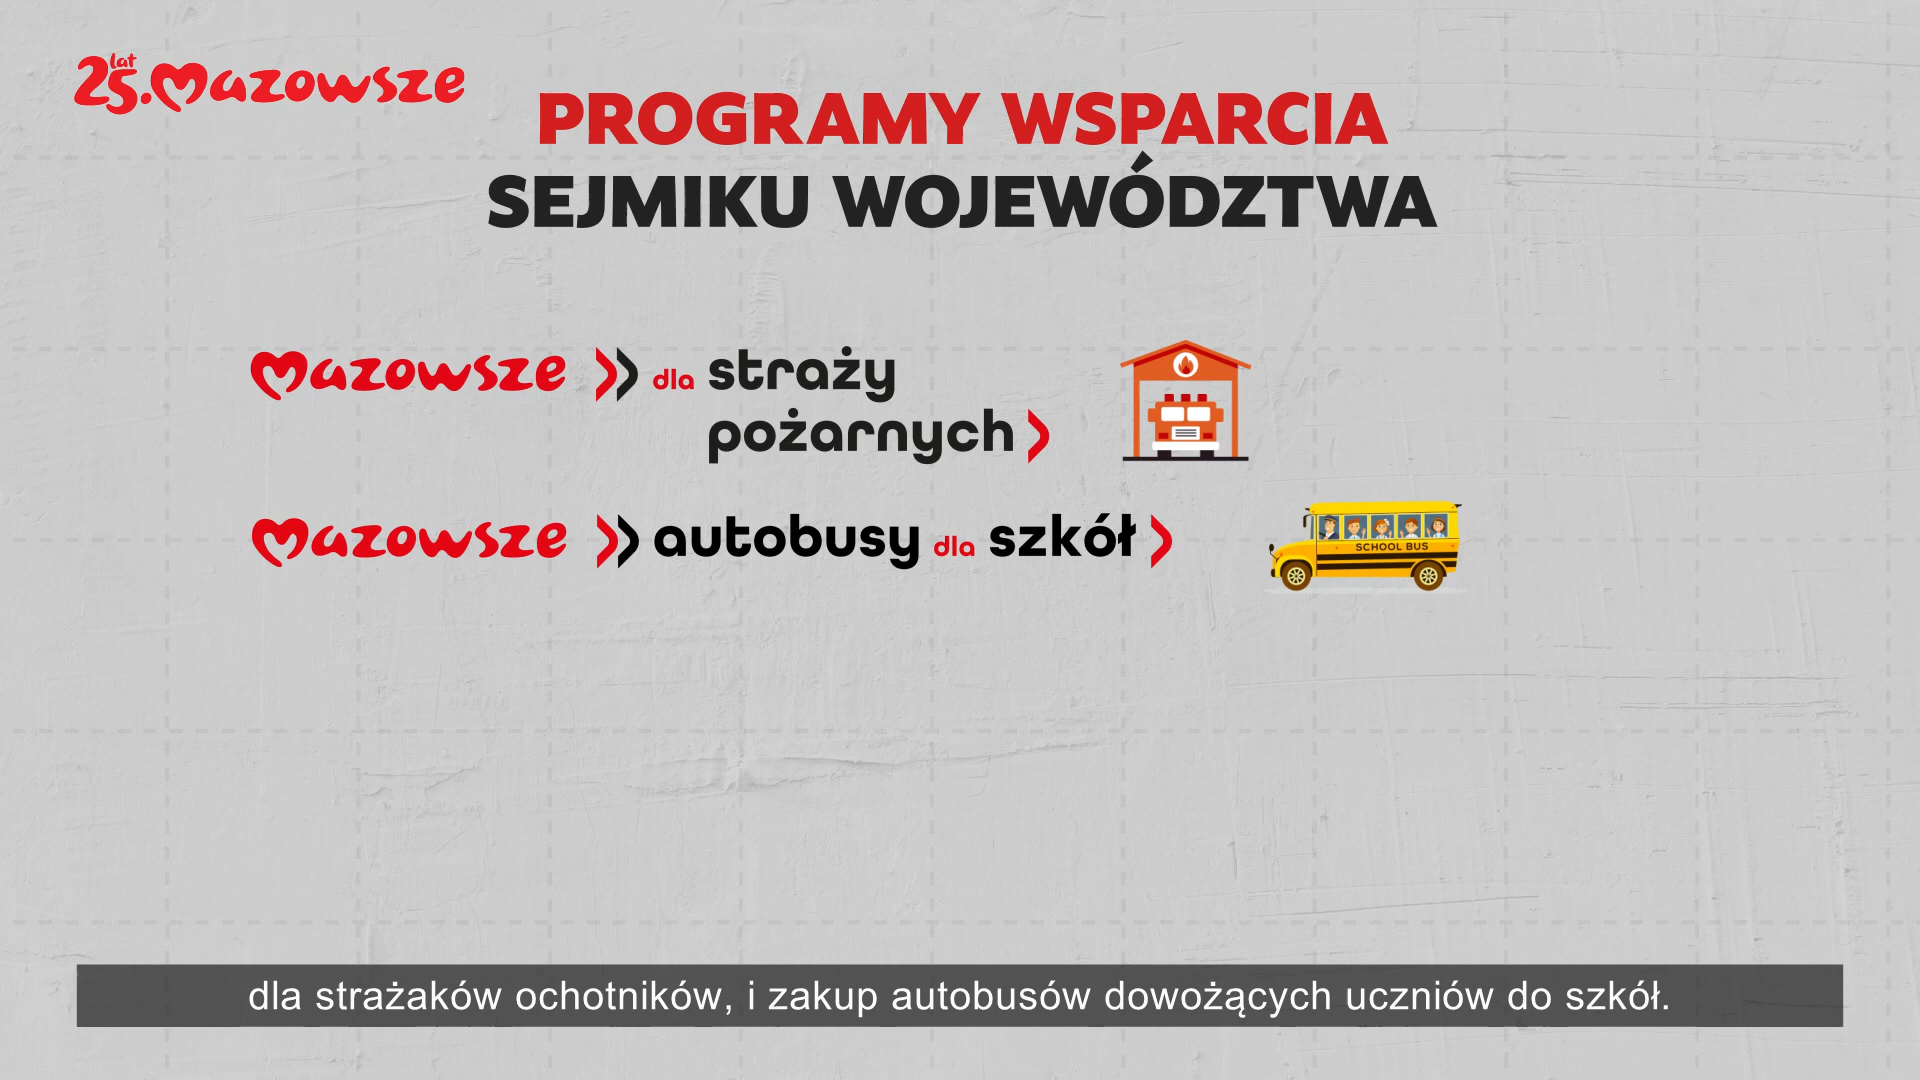 25 lat. Mazowsze
PROGRAMY WSPARCIA
SEJMIKU WOJEWÓDZTWA
Mazowsze dla straży
pożarnych
Mazowsze autobusy dla szkół
SCHOOL BUS
dla strażaków ochotników, i zakup autobusów dowożących uczniów do szkół.